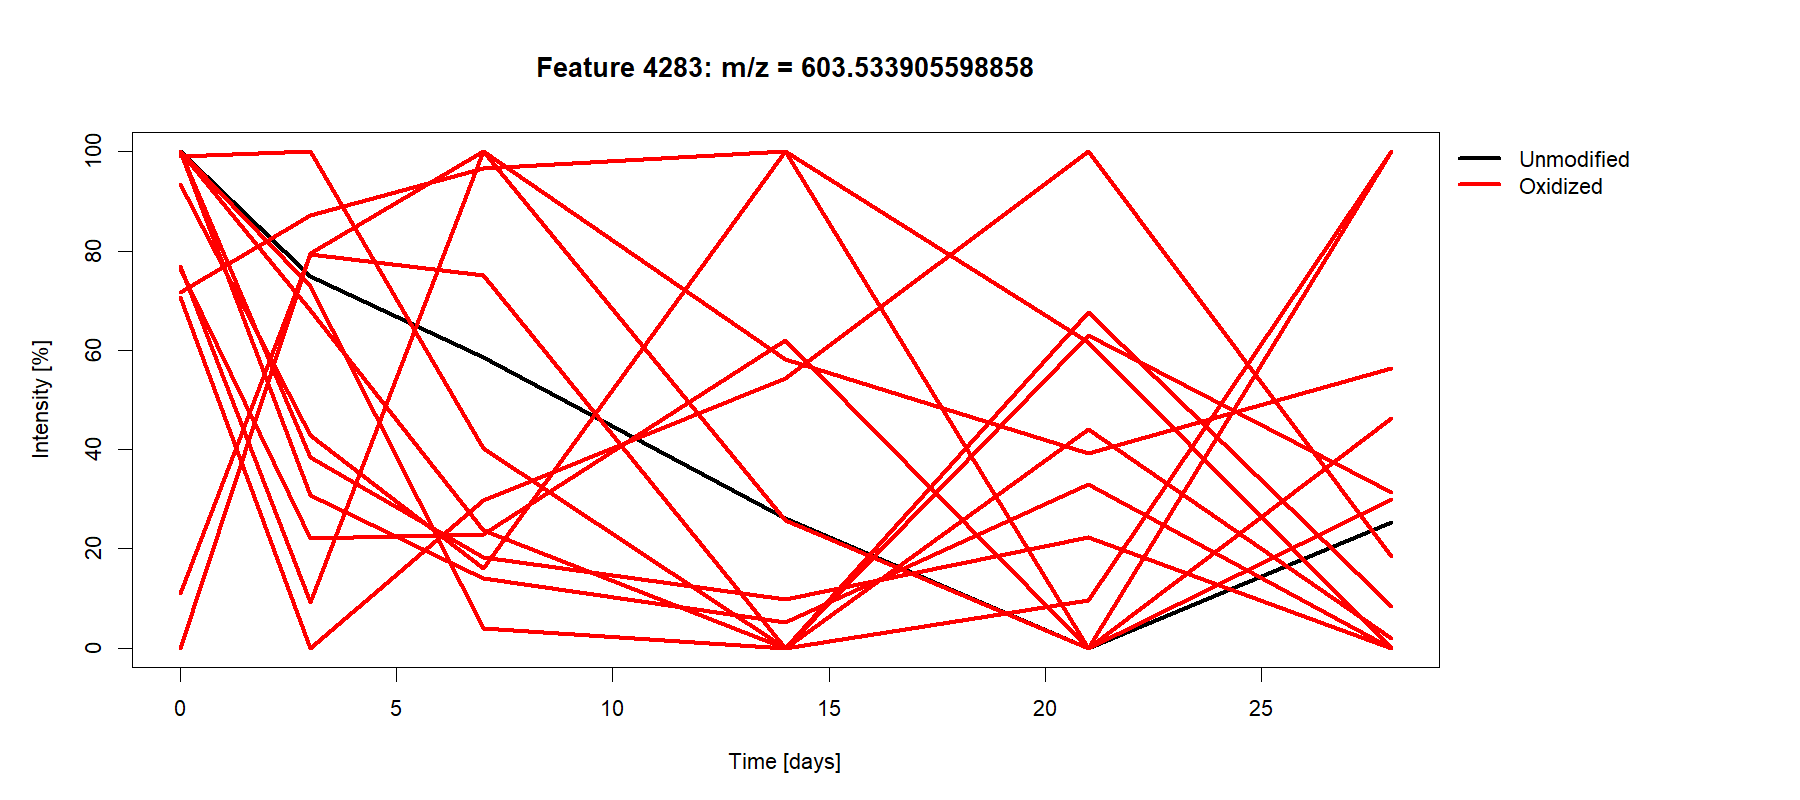 Feature 4283: m/z = 603.533905598858
Unmodified
Oxidized
Intensity [%]
100
80
60
40
20
0
0 5 10 15 20 25
Time [days]